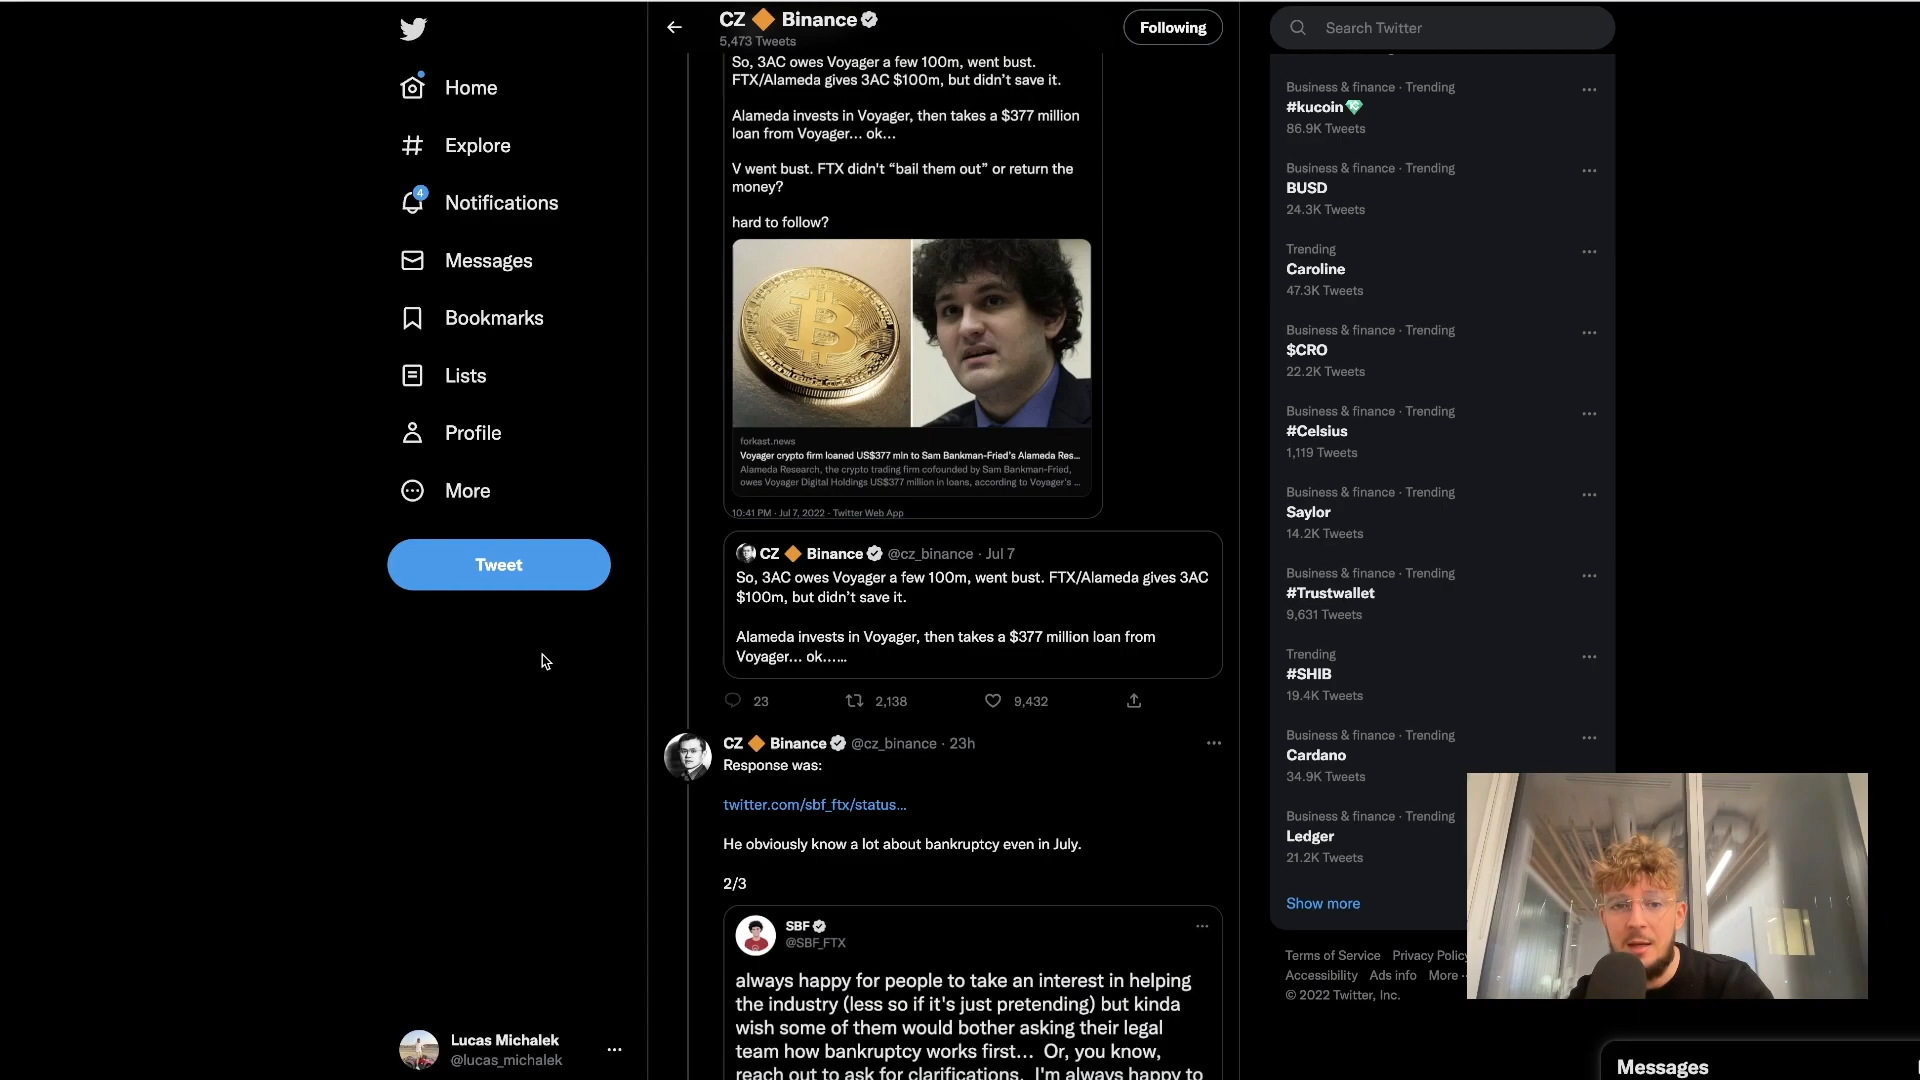 Home
Explore
4
Notifications
Messages
Bookmarks
Lists
Profile
More
Tweet
Lucas Michalek
@lucas_michalek
CZ 🔶 Binance
5,473 Tweets
Following
So, 3AC owes Voyager a few 100m, went bust.
FTX/Alameda gives 3AC $100m, but didn't save it.
Alameda invests in Voyager, then takes a $377 million
loan from Voyager... ok...
V went bust. FTX didn't “bail them out” or return the
money?
hard to follow?
forkast.news
Voyager crypto firm loaned US$377 mln to Sam Bankman-Fried's Alameda Res...
Alameda Research, the crypto trading firm cofounded by Sam Bankman-Fried,
owes Voyager Digital Holdings US$377 million in loans, according to Voyager's ...
10:41 PM · Jul 7, 2022 · Twitter Web App
CZ 🔶 Binance @cz_binance · Jul 7
So, 3AC owes Voyager a few 100m, went bust. FTX/Alameda gives 3AC
$100m, but didn't save it.
Alameda invests in Voyager, then takes a $377 million loan from
Voyager... ok......
23 2,138 9,432
CZ 🔶 Binance @cz_binance · 23h
Response was:
twitter.com/sbf_ftx/status...
He obviously know a lot about bankruptcy even in July.
2/3
SBF
@SBF_FTX
always happy for people to take an interest in helping
the industry (less so if it's just pretending) but kinda
wish some of them would bother asking their legal
team how bankruptcy works first... Or, you know,
reach out to ask for clarifications. I'm always happy to
Search Twitter
Business & finance · Trending
#kucoin
86.9K Tweets
Business & finance · Trending
BUSD
24.3K Tweets
Trending
Caroline
47.3K Tweets
Business & finance · Trending
$CRO
22.2K Tweets
Business & finance · Trending
#Celsius
1,119 Tweets
Business & finance · Trending
Saylor
14.2K Tweets
Business & finance · Trending
#Trustwallet
9,631 Tweets
Trending
#SHIB
19.4K Tweets
Business & finance · Trending
Cardano
34.9K Tweets
Business & finance · Trending
Ledger
21.2K Tweets
Show more
Terms of Service Privacy Policy
Accessibility Ads info More
© 2022 Twitter, Inc.
Messages